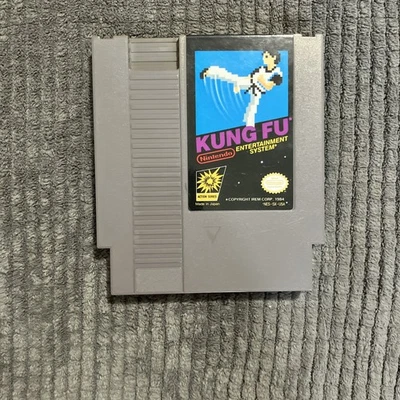 KUNG FU
Nintendo ENTERTAINMENT
SYSTEM
Made in Japan
©COPYRIGHT IREM CORP. 1984
NES-SX-USA